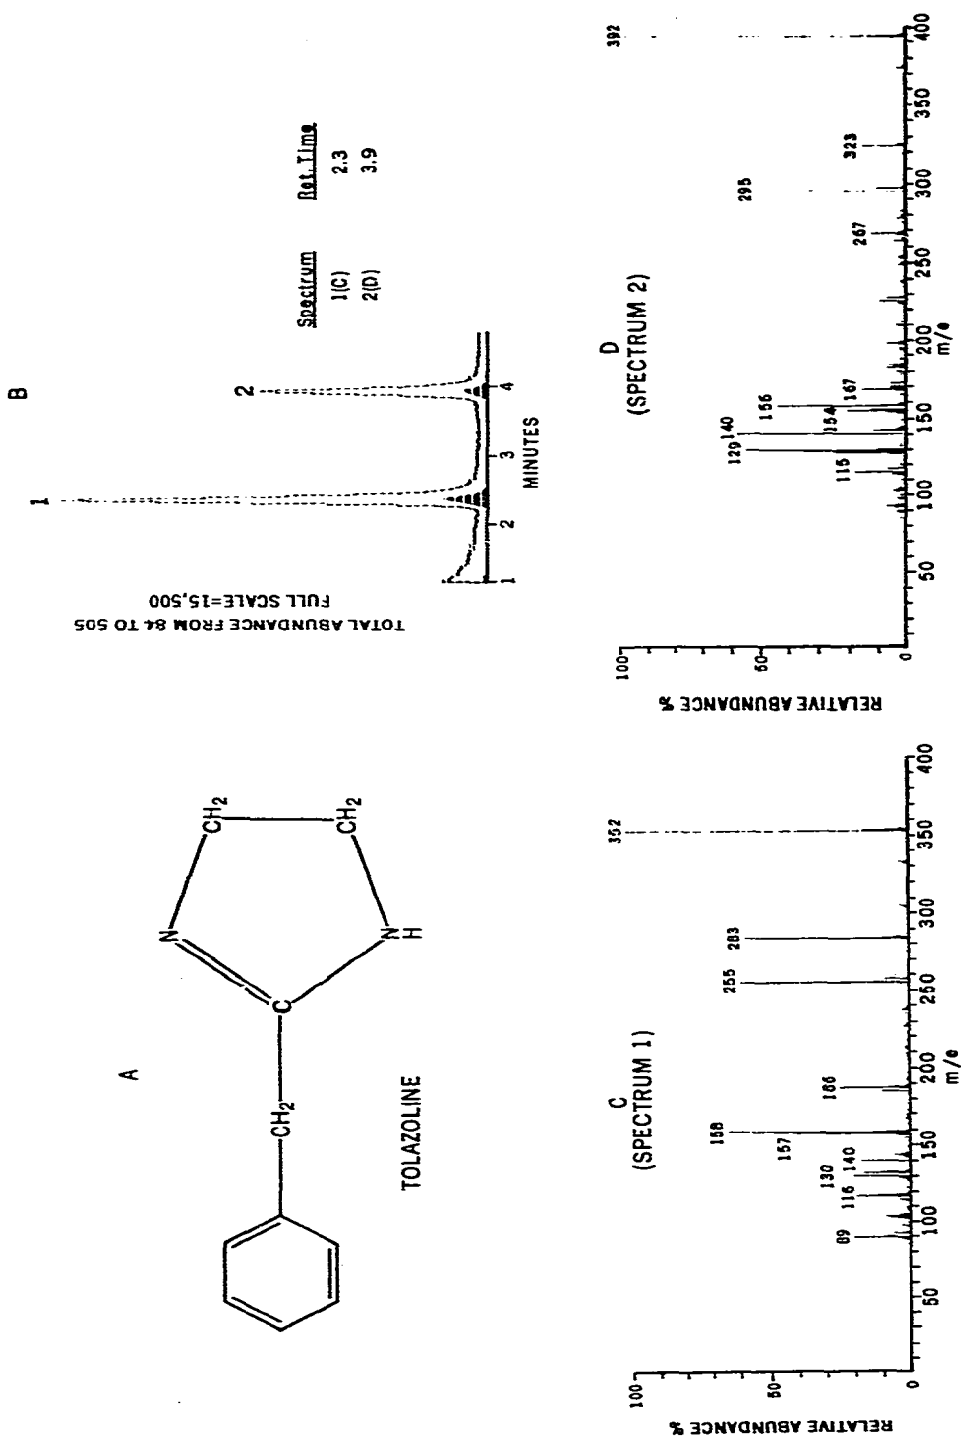 A
N
CH2
CH2
C
CH2
N
H
TOLAZOLINE
B
TOTAL ABUNDANCE FROM 84 TO 505
FULL SCALE=15,500
1
2
1
2
3
4
MINUTES
Spectrum Ret. Time
1(C) 2.3
2(D) 3.9
C
(SPECTRUM 1)
RELATIVE ABUNDANCE %
100
50
0
89
116
130
140
157
158
186
255
283
352
50
100
150
200
250
300
350
400
m/e
D
(SPECTRUM 2)
RELATIVE ABUNDANCE %
100
50
0
115
129
140
154
166
167
267
295
323
392
50
100
150
200
250
300
350
400
m/e